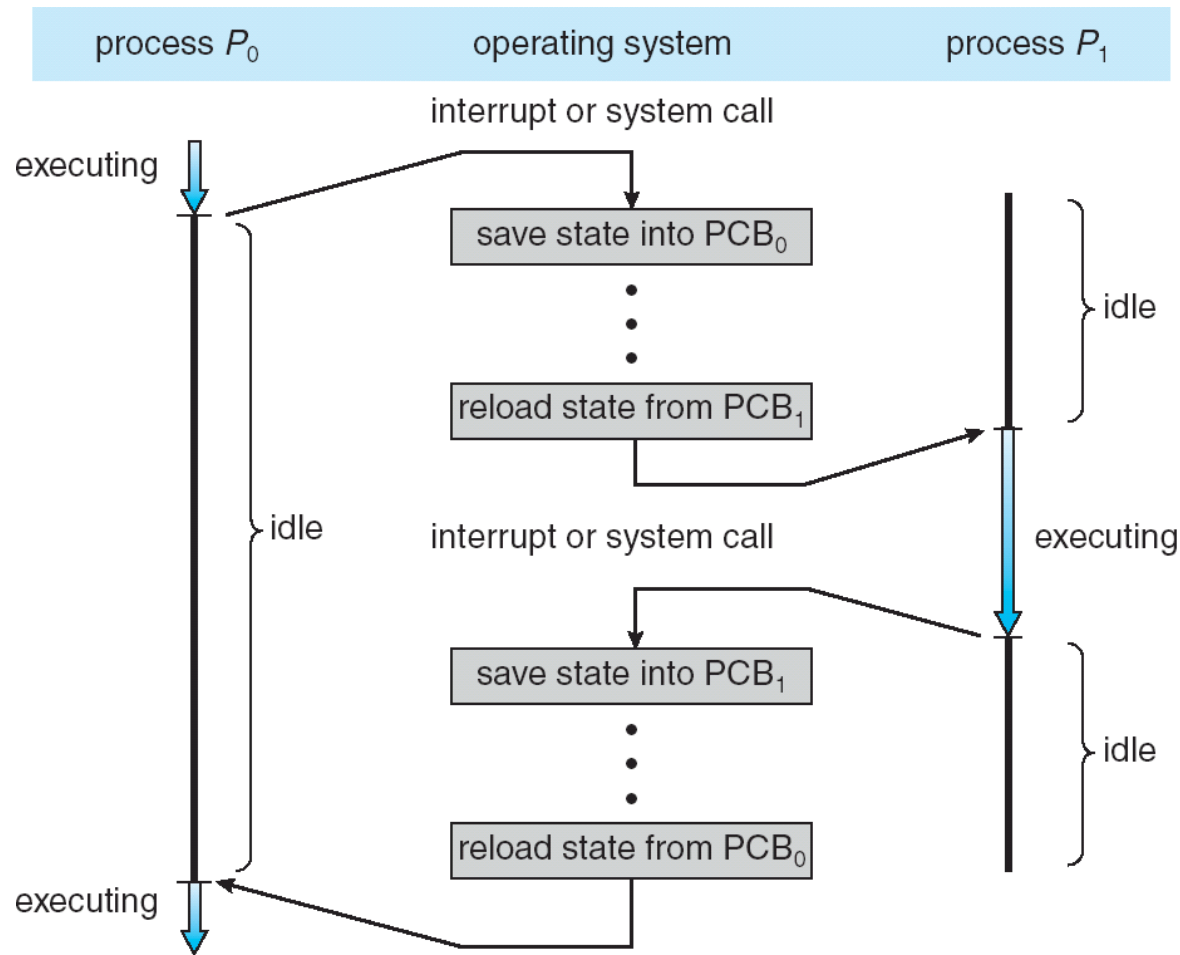 process P₀
operating system
process P₁
interrupt or system call
executing
save state into PCB₀
idle
reload state from PCB₁
idle
interrupt or system call
executing
save state into PCB₁
idle
reload state from PCB₀
executing